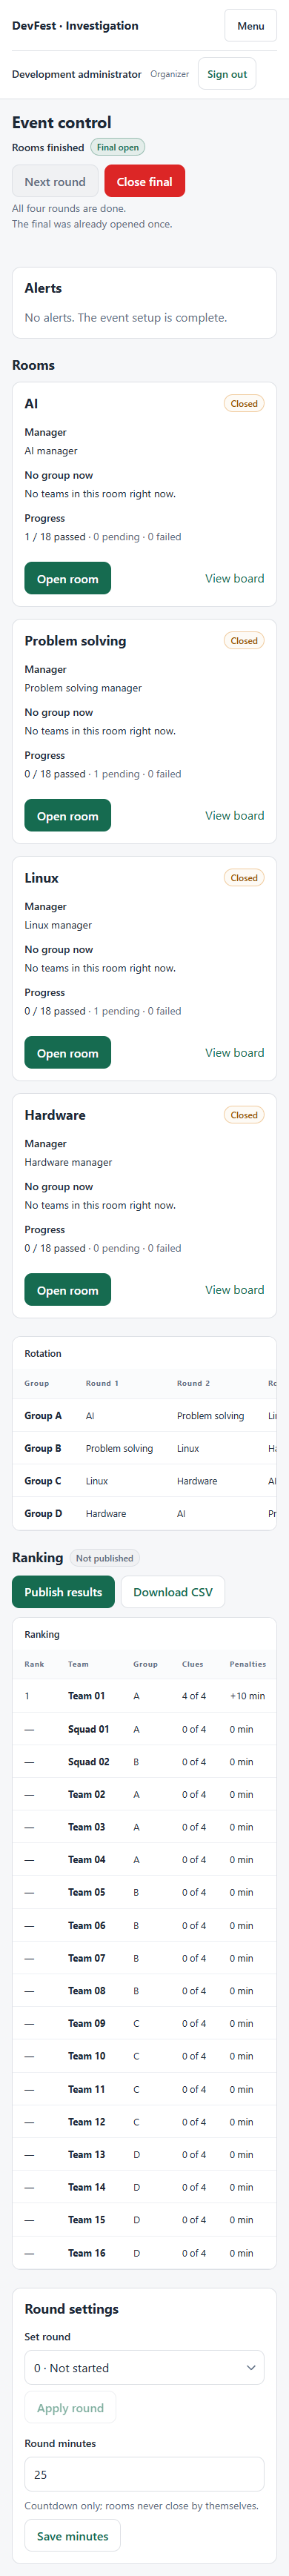 DevFest · Investigation
Menu
Development administrator Organizer Sign out
Event control
Rooms finished Final open
Next round Close final
All four rounds are done.
The final was already opened once.
Alerts
No alerts. The event setup is complete.
Rooms
AI Closed
Manager
AI manager
No group now
No teams in this room right now.
Progress
1 / 18 passed · 0 pending · 0 failed
Open room View board
Problem solving Closed
Manager
Problem solving manager
No group now
No teams in this room right now.
Progress
0 / 18 passed · 1 pending · 0 failed
Open room View board
Linux Closed
Manager
Linux manager
No group now
No teams in this room right now.
Progress
0 / 18 passed · 1 pending · 0 failed
Open room View board
Hardware Closed
Manager
Hardware manager
No group now
No teams in this room right now.
Progress
0 / 18 passed · 0 pending · 0 failed
Open room View board
Rotation
Group Round 1 Round 2 Ro
Group A AI Problem solving Lin
Group B Problem solving Linux Ha
Group C Linux Hardware AI
Group D Hardware AI Pr
Ranking Not published
Publish results Download CSV
Ranking
Rank Team Group Clues Penalties
1 Team 01 A 4 of 4 +10 min
— Squad 01 A 0 of 4 0 min
— Squad 02 B 0 of 4 0 min
— Team 02 A 0 of 4 0 min
— Team 03 A 0 of 4 0 min
— Team 04 A 0 of 4 0 min
— Team 05 B 0 of 4 0 min
— Team 06 B 0 of 4 0 min
— Team 07 B 0 of 4 0 min
— Team 08 B 0 of 4 0 min
— Team 09 C 0 of 4 0 min
— Team 10 C 0 of 4 0 min
— Team 11 C 0 of 4 0 min
— Team 12 C 0 of 4 0 min
— Team 13 D 0 of 4 0 min
— Team 14 D 0 of 4 0 min
— Team 15 D 0 of 4 0 min
— Team 16 D 0 of 4 0 min
Round settings
Set round
0 · Not started
Apply round
Round minutes
25
Countdown only; rooms never close by themselves.
Save minutes